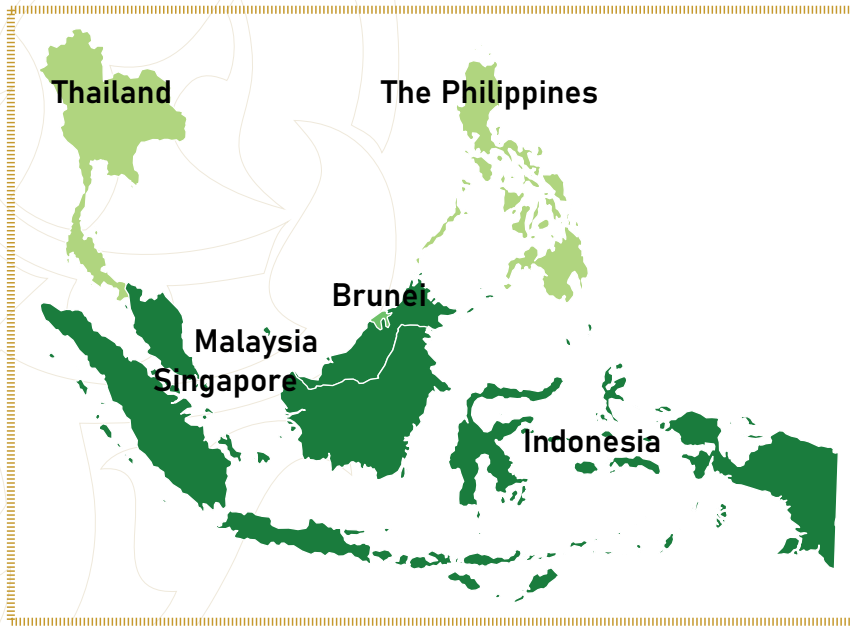 Thailand
The Philippines
Brunei
Malaysia
Singapore
Indonesia